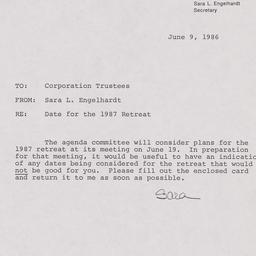 Sara L. Engelhardt
Secretary
June 9, 1986
TO: Corporation Trustees
FROM: Sara L. Engelhardt
RE: Date for the 1987 Retreat
The agenda committee will consider plans for the
1987 retreat at its meeting on June 19. In preparation
for that meeting, it would be useful to have an indicatio
of any dates being considered for the retreat that would
not be good for you. Please fill out the enclosed card
and return it to me as soon as possible.
Sara